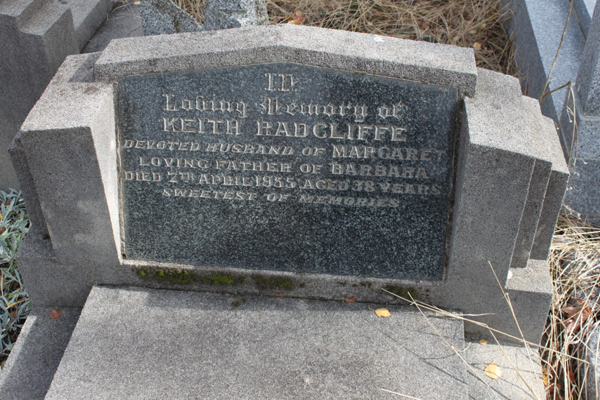 In
Loving Memory of
KEITH RADCLIFFE
DEVOTED HUSBAND OF MARGARET
LOVING FATHER OF BARBARA
DIED 7TH APRIL 1955 AGED 38 YEARS
SWEETEST OF MEMORIES